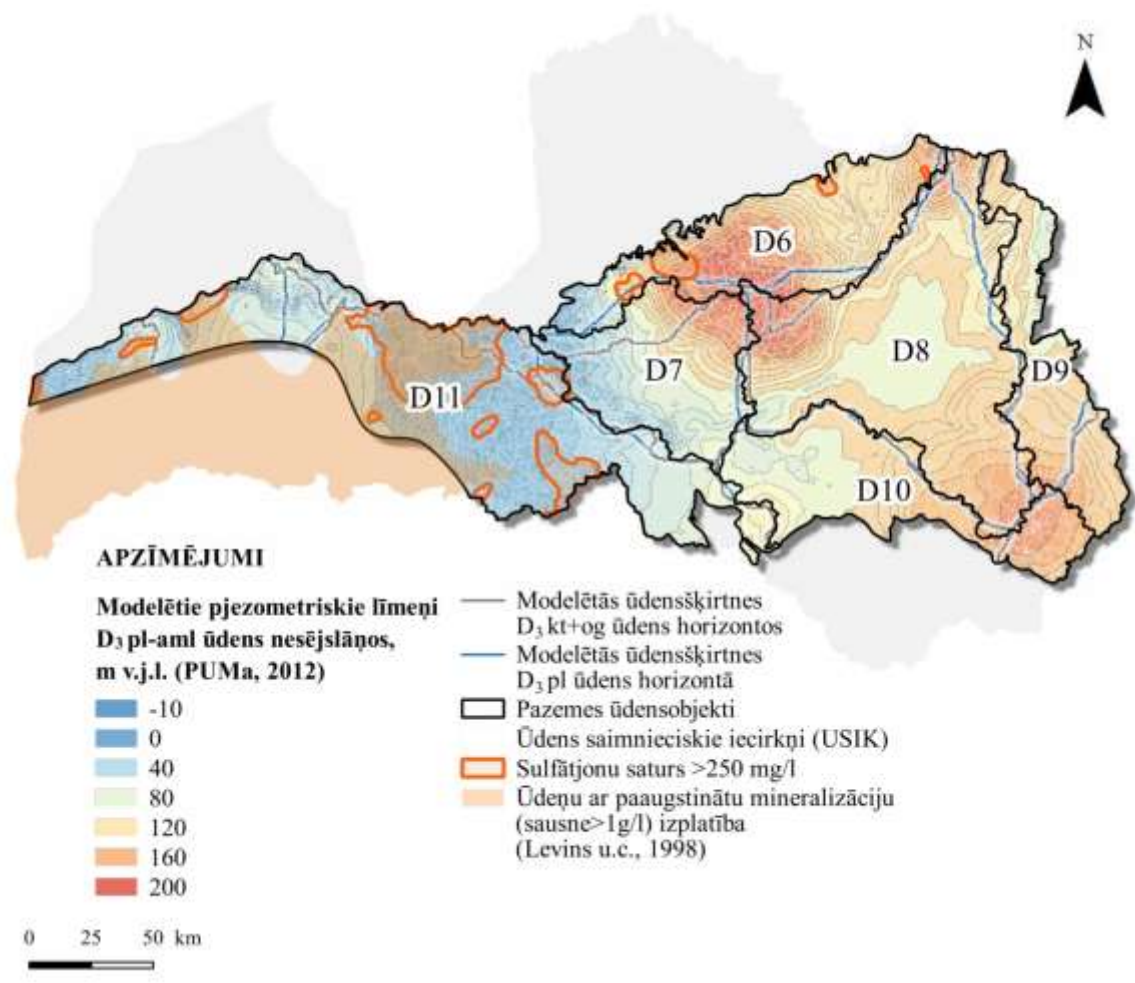 N
D6
D8
D7
D9
D11
D10
APZĪMĒJUMI
Modelētie pjezometriskie līmeņi
D₃ pl-aml ūdens nesējslāņos,
m v.j.l. (PUMa, 2012)
-10
0
40
80
120
160
200
Modelētās ūdensšķirtnes
D₃ kt+og ūdens horizontos
Modelētās ūdensšķirtnes
D₃ pl ūdens horizontā
Pazemes ūdensobjekti
Ūdens saimnieciskie iecirkņi (USIK)
Sulfātjonu saturs >250 mg/l
Ūdeņu ar paaugstinātu mineralizāciju
(sausne>1g/l) izplatība
(Levins u.c., 1998)
0 25 50 km